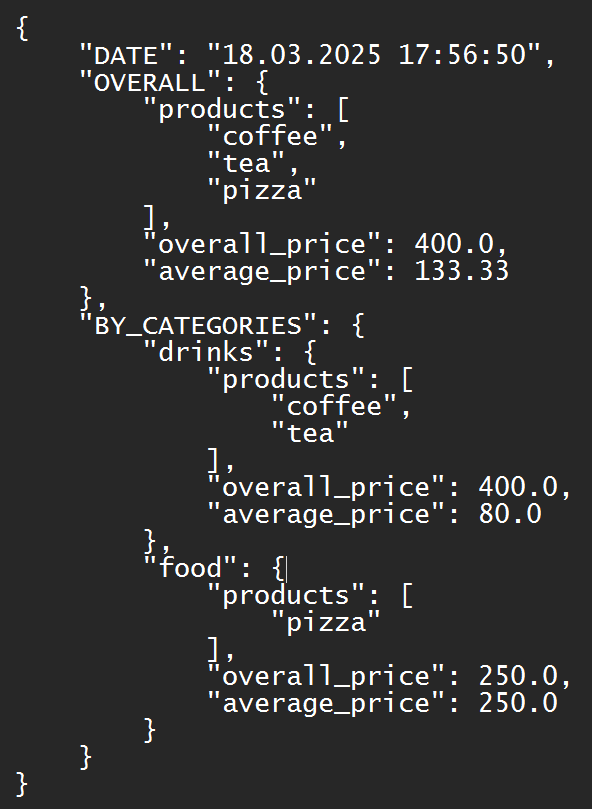 {
    "DATE": "18.03.2025 17:56:50",
    "OVERALL": {
        "products": [
            "coffee",
            "tea",
            "pizza"
        ],
        "overall_price": 400.0,
        "average_price": 133.33
    },
    "BY_CATEGORIES": {
        "drinks": {
            "products": [
                "coffee",
                "tea"
            ],
            "overall_price": 400.0,
            "average_price": 80.0
        },
        "food": {
            "products": [
                "pizza"
            ],
            "overall_price": 250.0,
            "average_price": 250.0
        }
    }
}